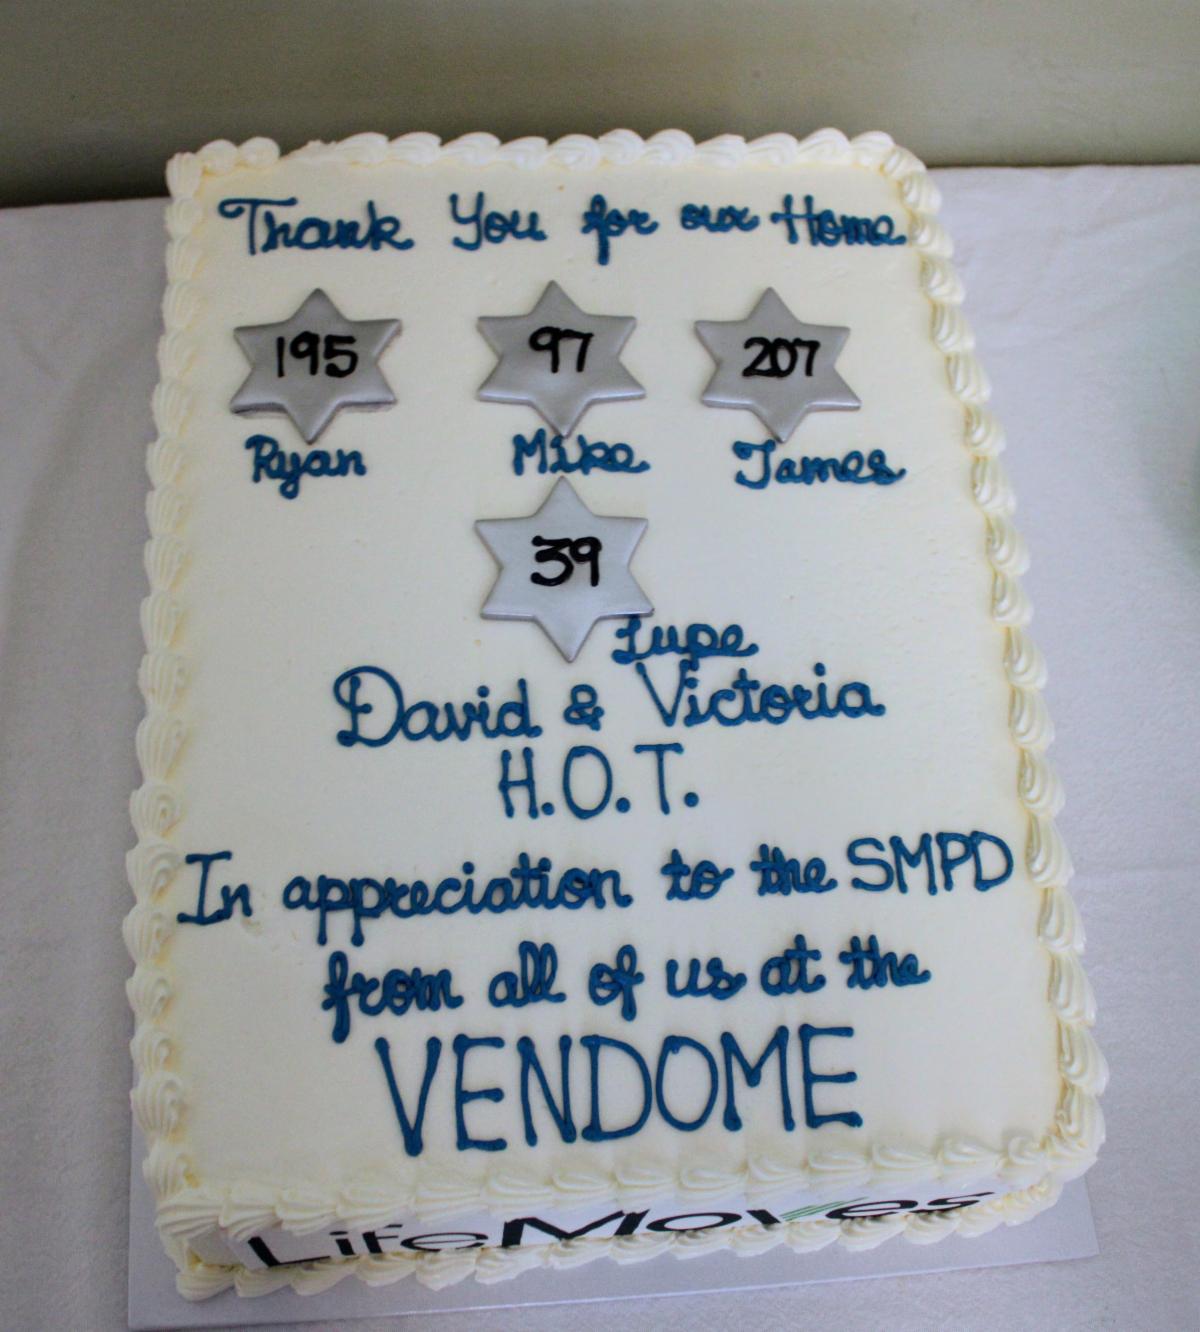 Thank You for our Home
195 97 207
Ryan Mike James
39
Lupe
David & Victoria
H.O.T.
In appreciation to the SMPD
from all of us at the
VENDOME
LifeMoves